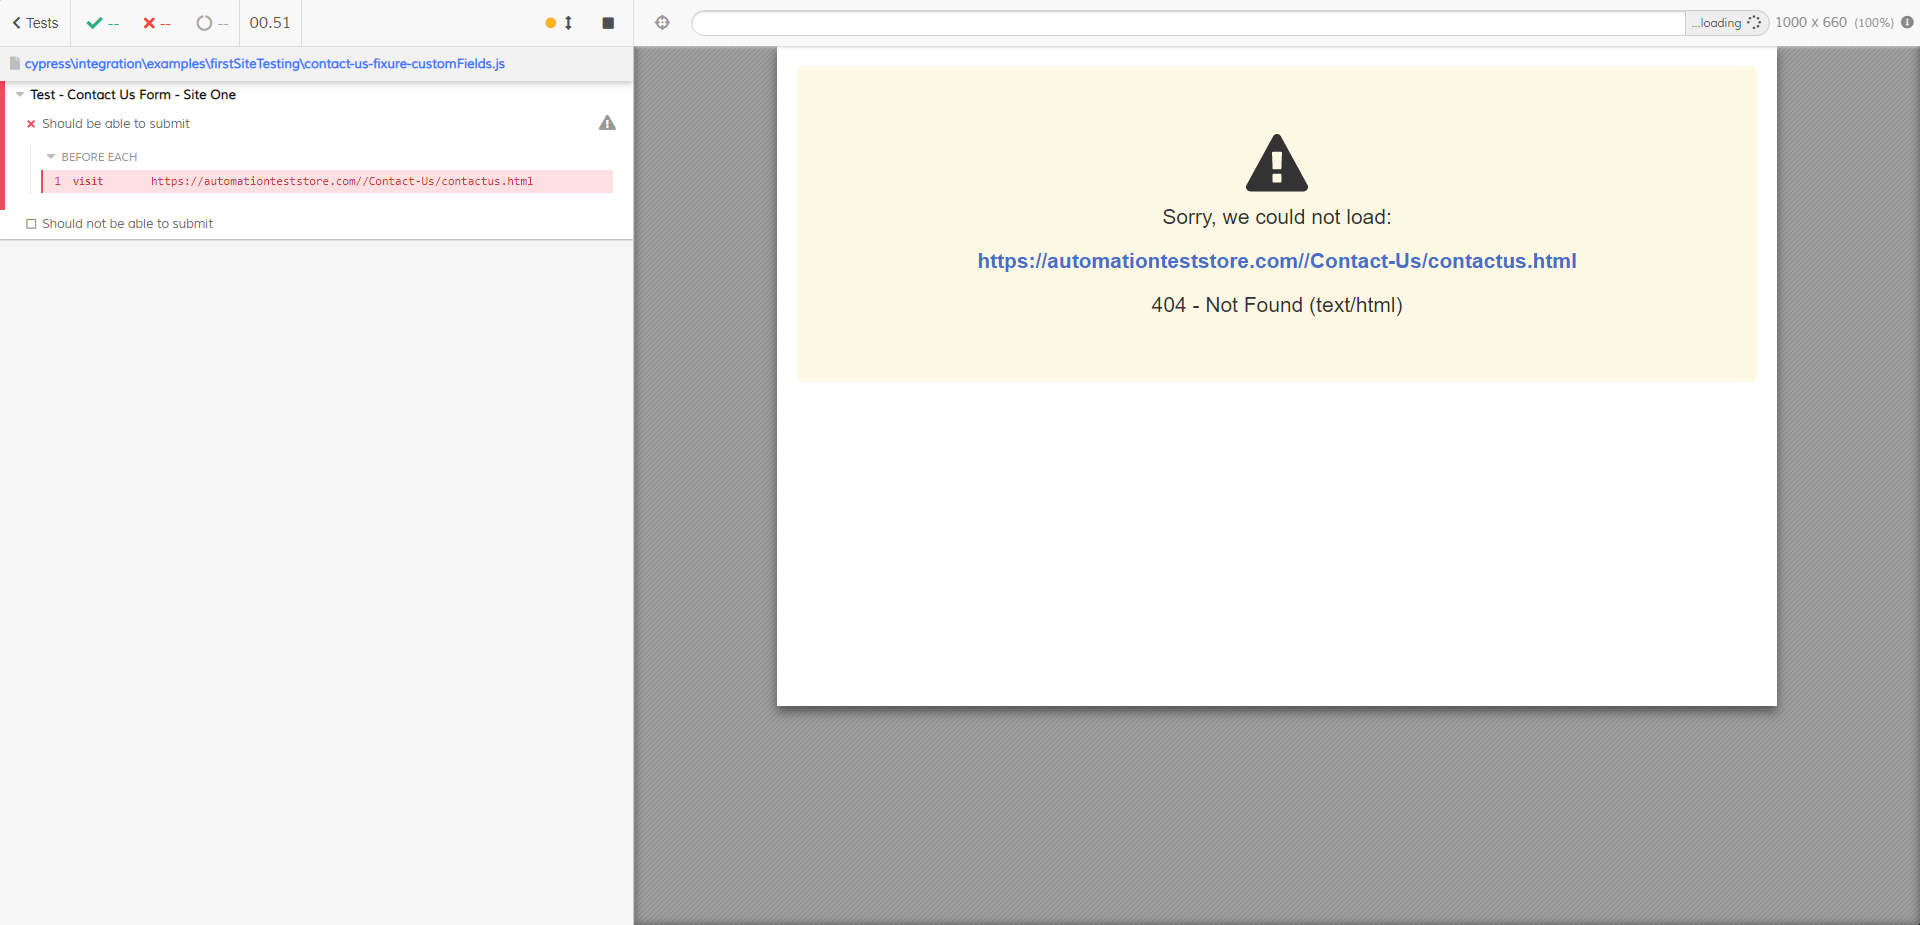 Tests -- -- -- 00.51
...loading 1000 x 660 (100%)
cypress\integration\examples\firstSiteTesting\contact-us-fixure-customFields.js
Test - Contact Us Form - Site One
Should be able to submit
BEFORE EACH
1 visit https://automationteststore.com//Contact-Us/contactus.html
Should not be able to submit
Sorry, we could not load:
https://automationteststore.com//Contact-Us/contactus.html
404 - Not Found (text/html)